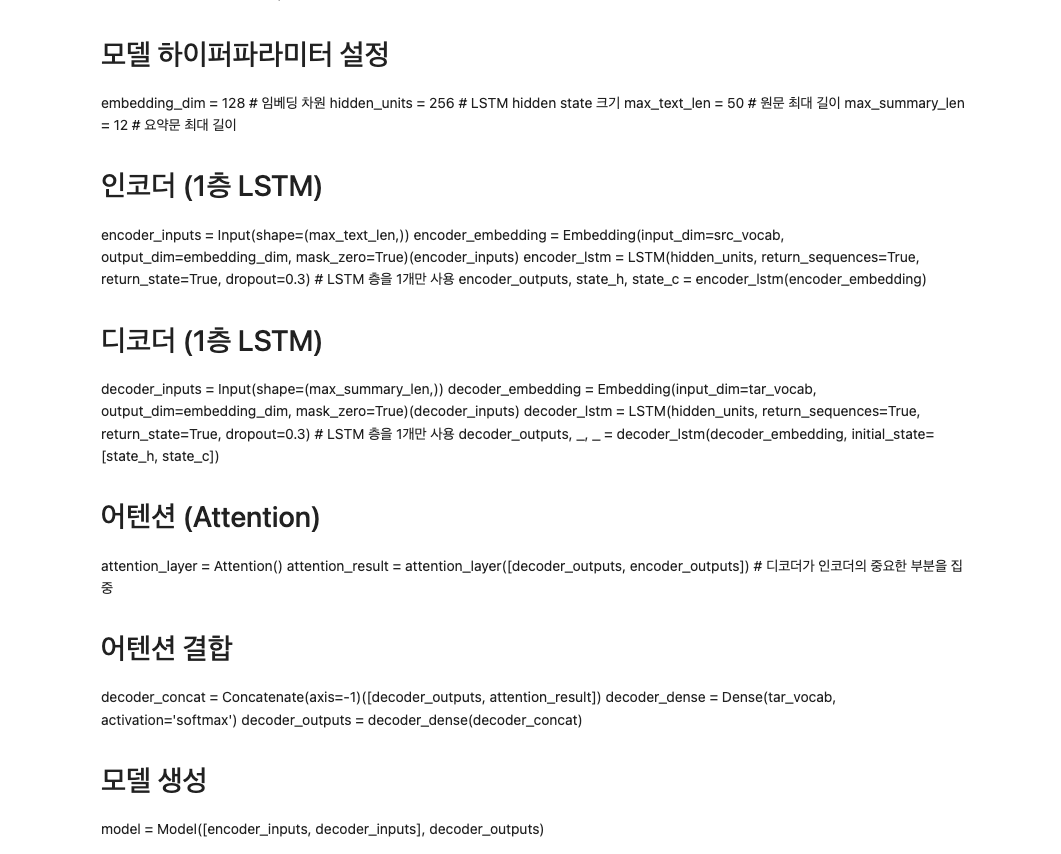 모델 하이퍼파라미터 설정
embedding_dim = 128 # 임베딩 차원 hidden_units = 256 # LSTM hidden state 크기 max_text_len = 50 # 원문 최대 길이 max_summary_len
= 12 # 요약문 최대 길이
인코더 (1층 LSTM)
encoder_inputs = Input(shape=(max_text_len,)) encoder_embedding = Embedding(input_dim=src_vocab,
output_dim=embedding_dim, mask_zero=True)(encoder_inputs) encoder_lstm = LSTM(hidden_units, return_sequences=True,
return_state=True, dropout=0.3) # LSTM 층을 1개만 사용 encoder_outputs, state_h, state_c = encoder_lstm(encoder_embedding)
디코더 (1층 LSTM)
decoder_inputs = Input(shape=(max_summary_len,)) decoder_embedding = Embedding(input_dim=tar_vocab,
output_dim=embedding_dim, mask_zero=True)(decoder_inputs) decoder_lstm = LSTM(hidden_units, return_sequences=True,
return_state=True, dropout=0.3) # LSTM 층을 1개만 사용 decoder_outputs, _, _ = decoder_lstm(decoder_embedding, initial_state=
[state_h, state_c])
어텐션 (Attention)
attention_layer = Attention() attention_result = attention_layer([decoder_outputs, encoder_outputs]) # 디코더가 인코더의 중요한 부분을 집
중
어텐션 결합
decoder_concat = Concatenate(axis=-1)([decoder_outputs, attention_result]) decoder_dense = Dense(tar_vocab,
activation='softmax') decoder_outputs = decoder_dense(decoder_concat)
모델 생성
model = Model([encoder_inputs, decoder_inputs], decoder_outputs)